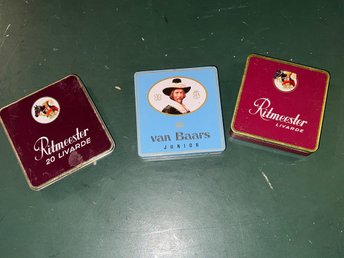 Ritmeester
20 LIVARDE
van Baars
JUNIOR
Ritmeester
LIVARDE